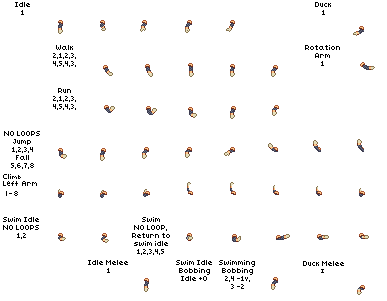 Idle
1
Duck
1
Walk
2,1,2,3,
4,5,4,3,
Rotation
Arm
1
Run
2,1,2,3,
4,5,4,3,
NO LOOPS
Jump
1,2,3,4
Fall
5,6,7,8
Climb
Left Arm
1 - 8
Swim Idle
NO LOOPS
1,2
Swim
NO LOOP,
Return to
swim idle
1,2,3,4,5
Swim Idle
Bobbing
Idle +0
Swimming
Bobbing
2,4 -1v,
3 -2
Idle Melee
1
Duck Melee
1